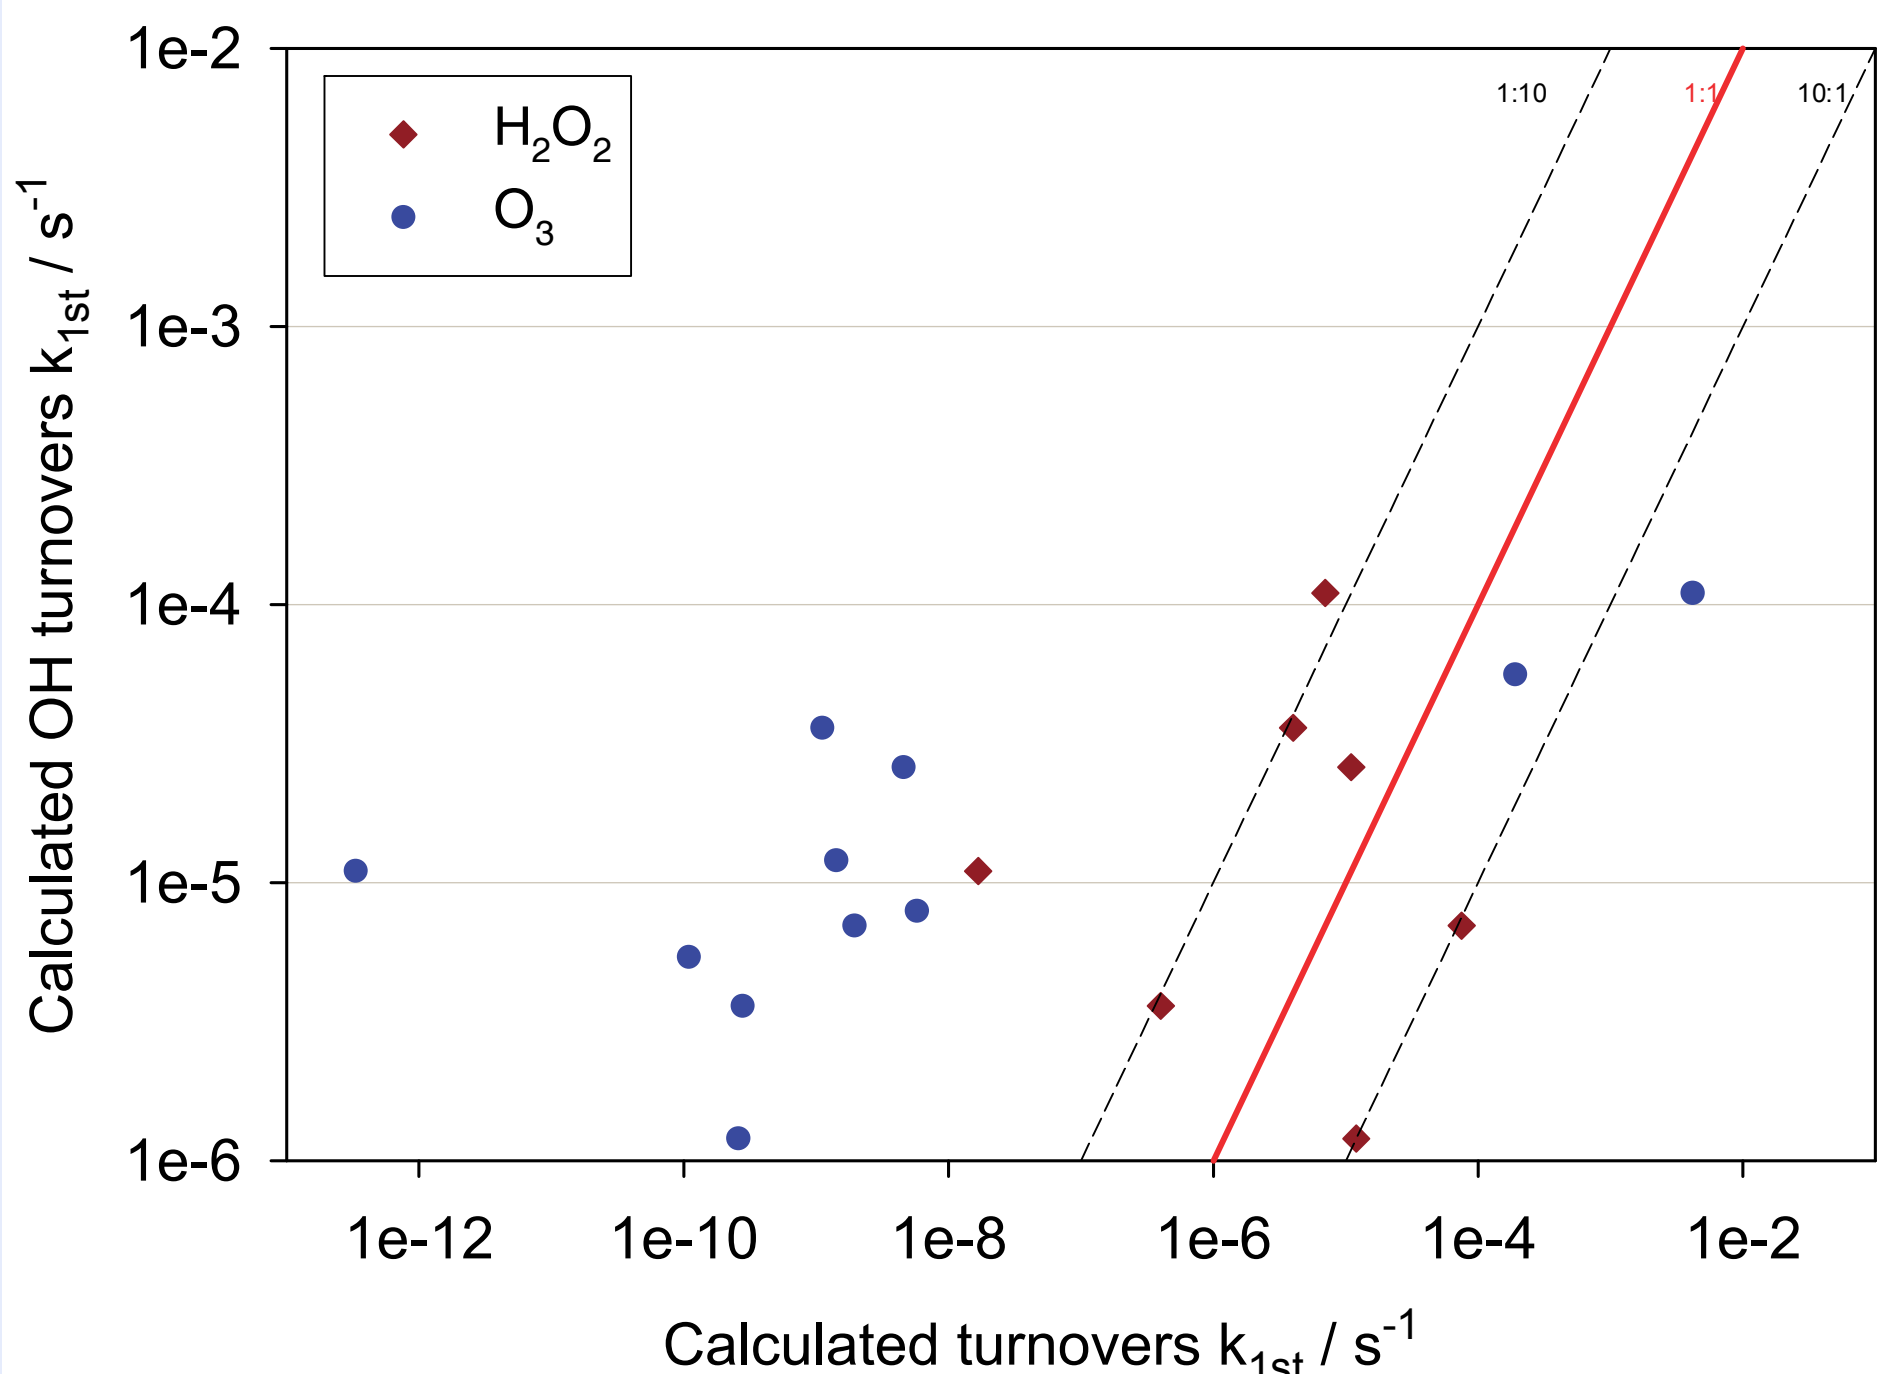 1e-2
1e-3
1e-4
1e-5
1e-6
Calculated OH turnovers k1st / s-1
H2O2
O3
1:10
1:1
10:1
1e-12
1e-10
1e-8
1e-6
1e-4
1e-2
Calculated turnovers k1st / s-1